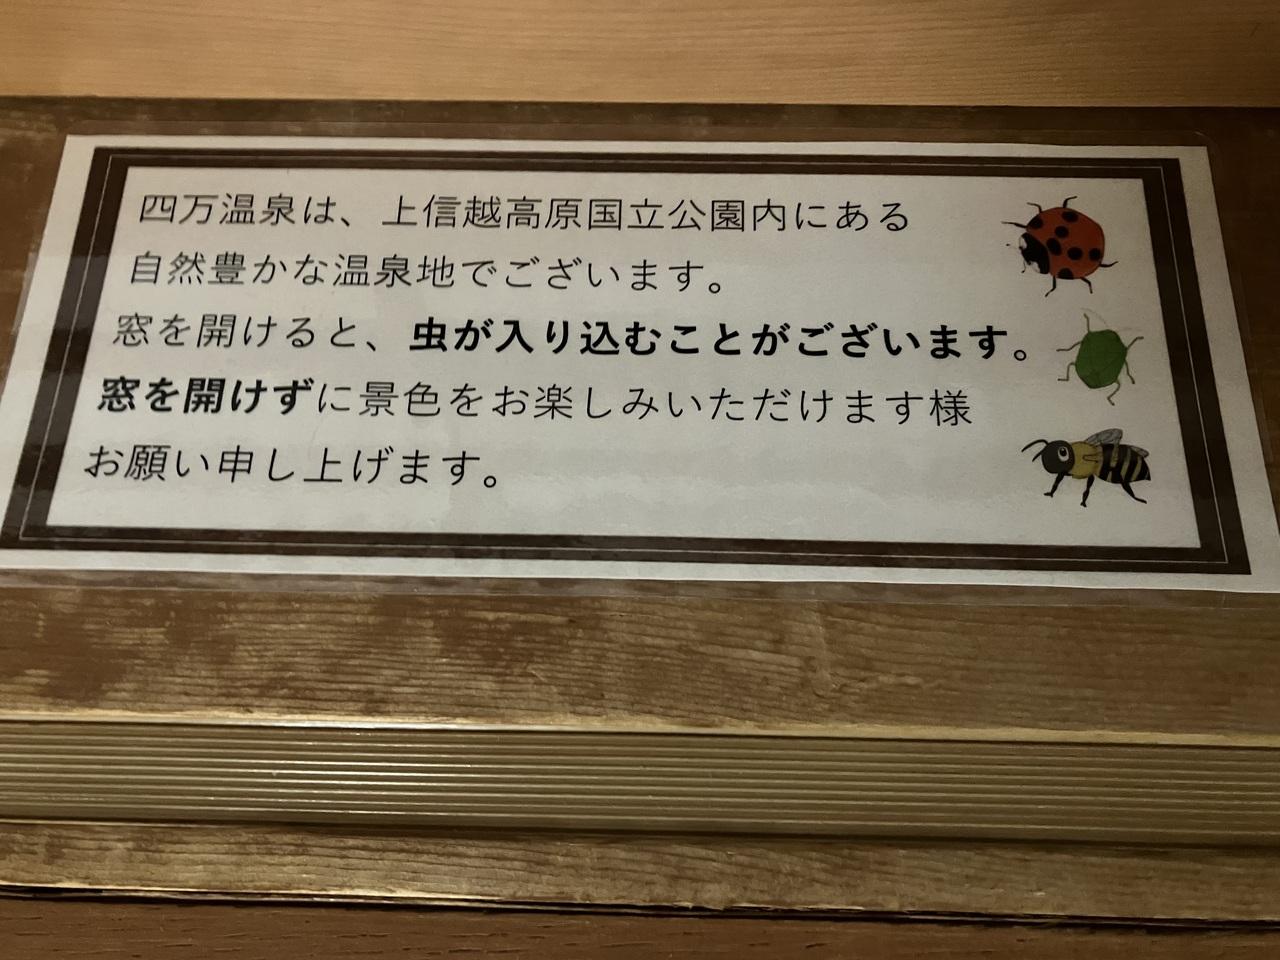 四万温泉は、上信越高原国立公園内にある
自然豊かな温泉地でございます。
窓を開けると、虫が入り込むことがございます。
窓を開けずに景色をお楽しみいただけます様
お願い申し上げます。